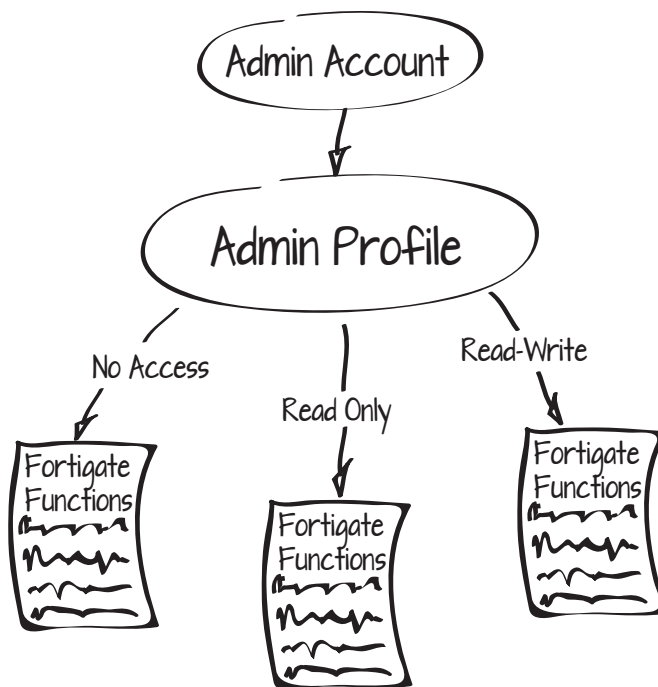 Admin Account
Admin Profile
No Access
Read Only
Read-Write
Fortigate
Functions
Fortigate
Functions
Fortigate
Functions